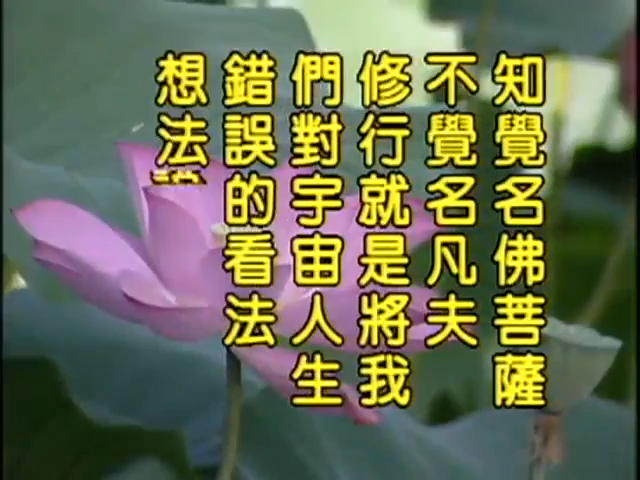 知覺名佛菩薩
不覺名凡夫
修行就是將我
們對宇宙人生
錯誤的看法
想法